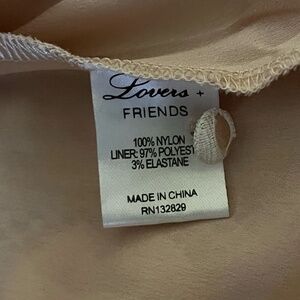 Lovers +
FRIENDS
100% NYLON
LINER: 97% POLYEST
3% ELASTANE
MADE IN CHINA
RN132829